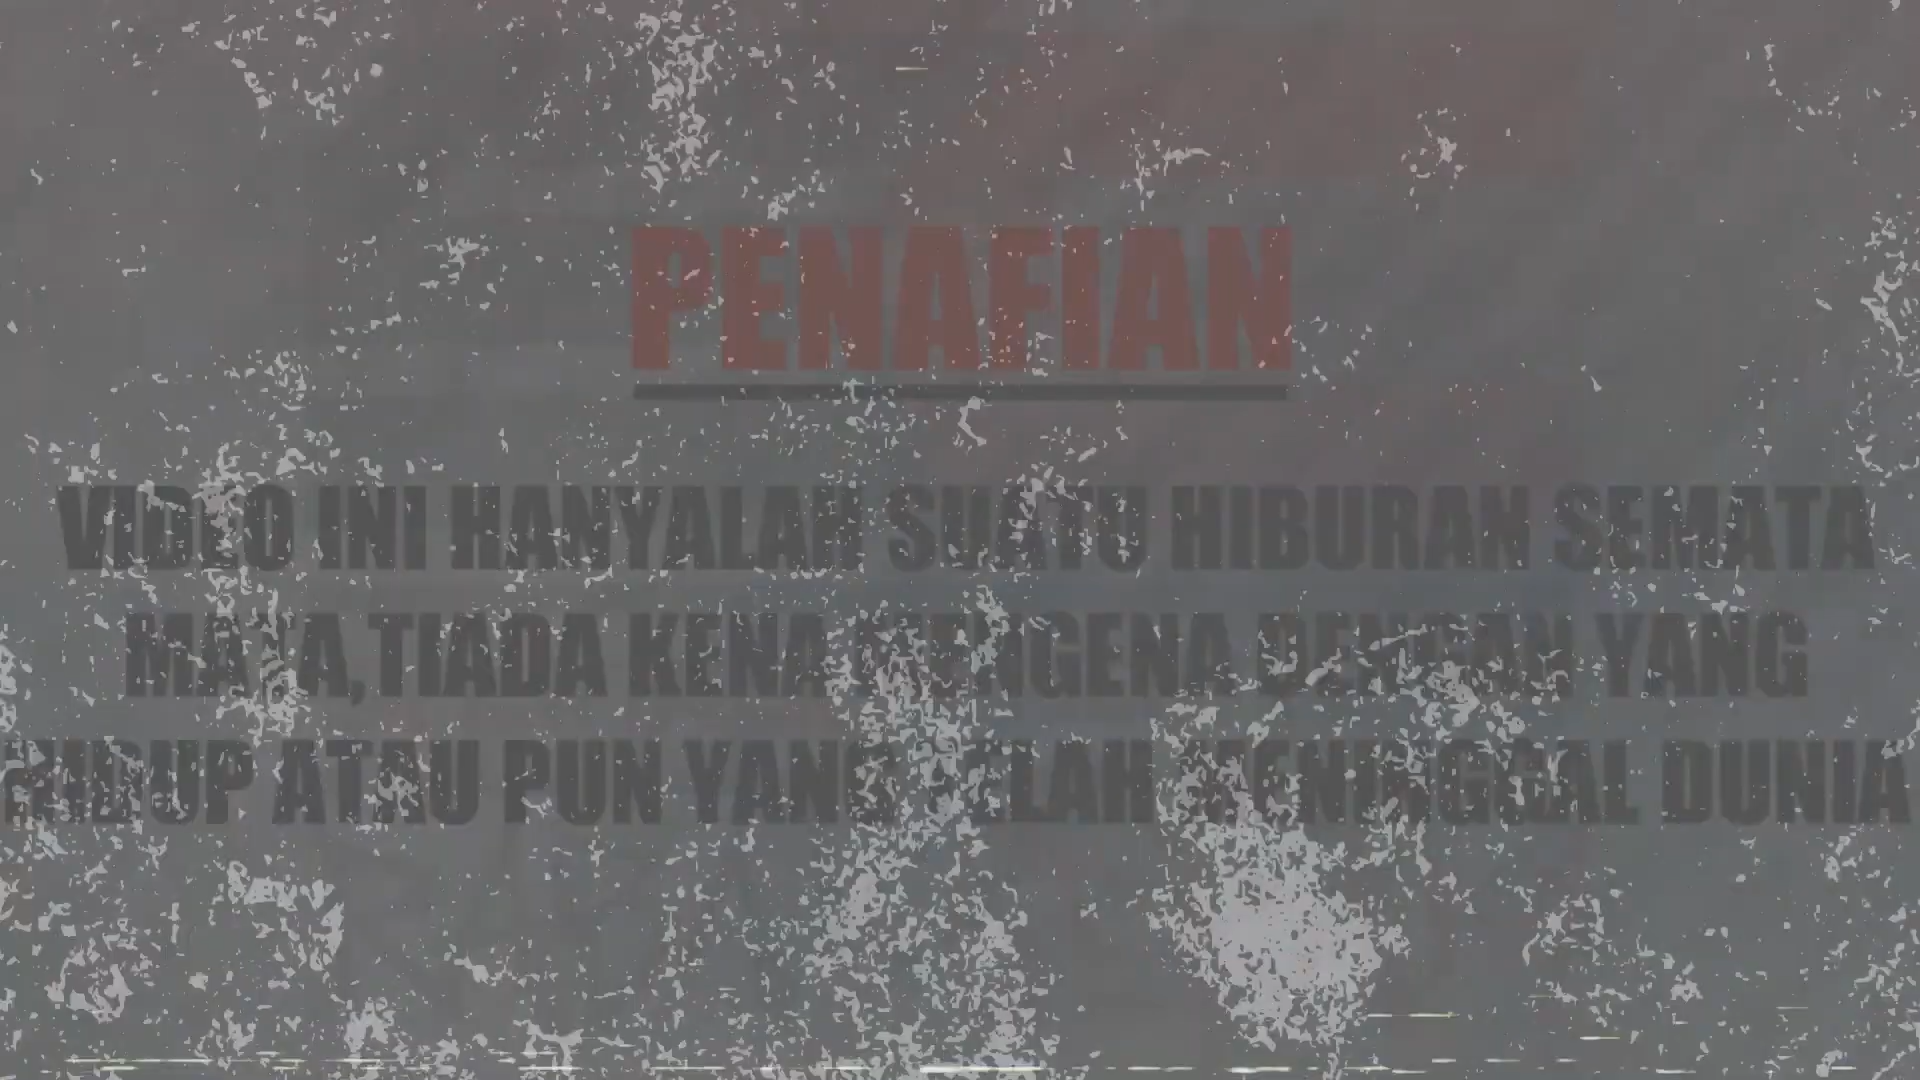 PENAFIAN
VIDEO INI HANYALAH SUATU HIBURAN SEMATA
MATA,TIADA KENA MENGENA DENGAN YANG
HIDUP ATAU PUN YANG TELAH MENINGGAL DUNIA